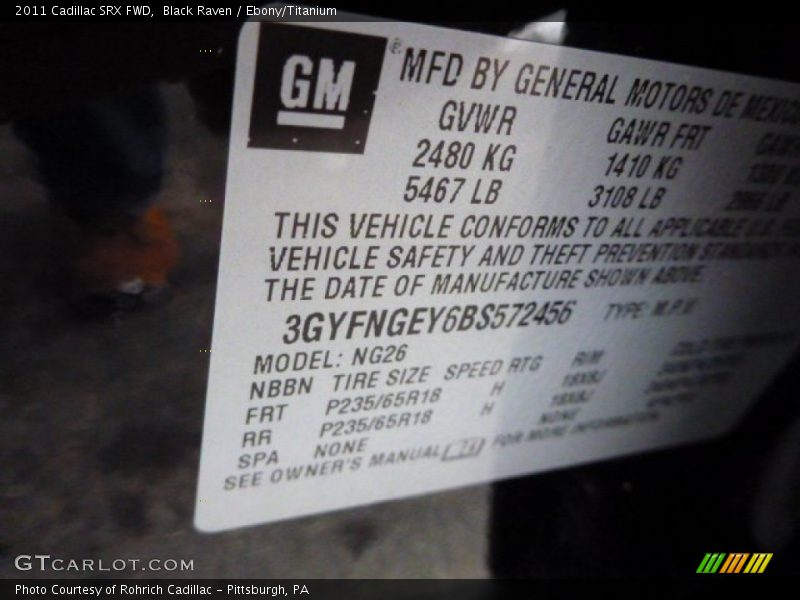 2011 Cadillac SRX FWD, Black Raven / Ebony/Titanium
GM ® MFD BY GENERAL MOTORS DE MEXICO
GVWR GAWR FRT
2480 KG 1410 KG
5467 LB 3108 LB
THIS VEHICLE CONFORMS TO ALL APPLICABLE U.S.
VEHICLE SAFETY AND THEFT PREVENTION STANDARDS
THE DATE OF MANUFACTURE SHOWN ABOVE.
3GYFNGEY6BS572456 TYPE: M.P.V.
MODEL: NG26
NBBN TIRE SIZE SPEED RTG RIM
FRT P235/65R18 H 18X8J
RR P235/65R18 H 18X8J
SPA NONE NONE
SEE OWNER'S MANUAL FOR MORE INFORMATION
GTCARLOT.COM
Photo Courtesy of Rohrich Cadillac - Pittsburgh, PA